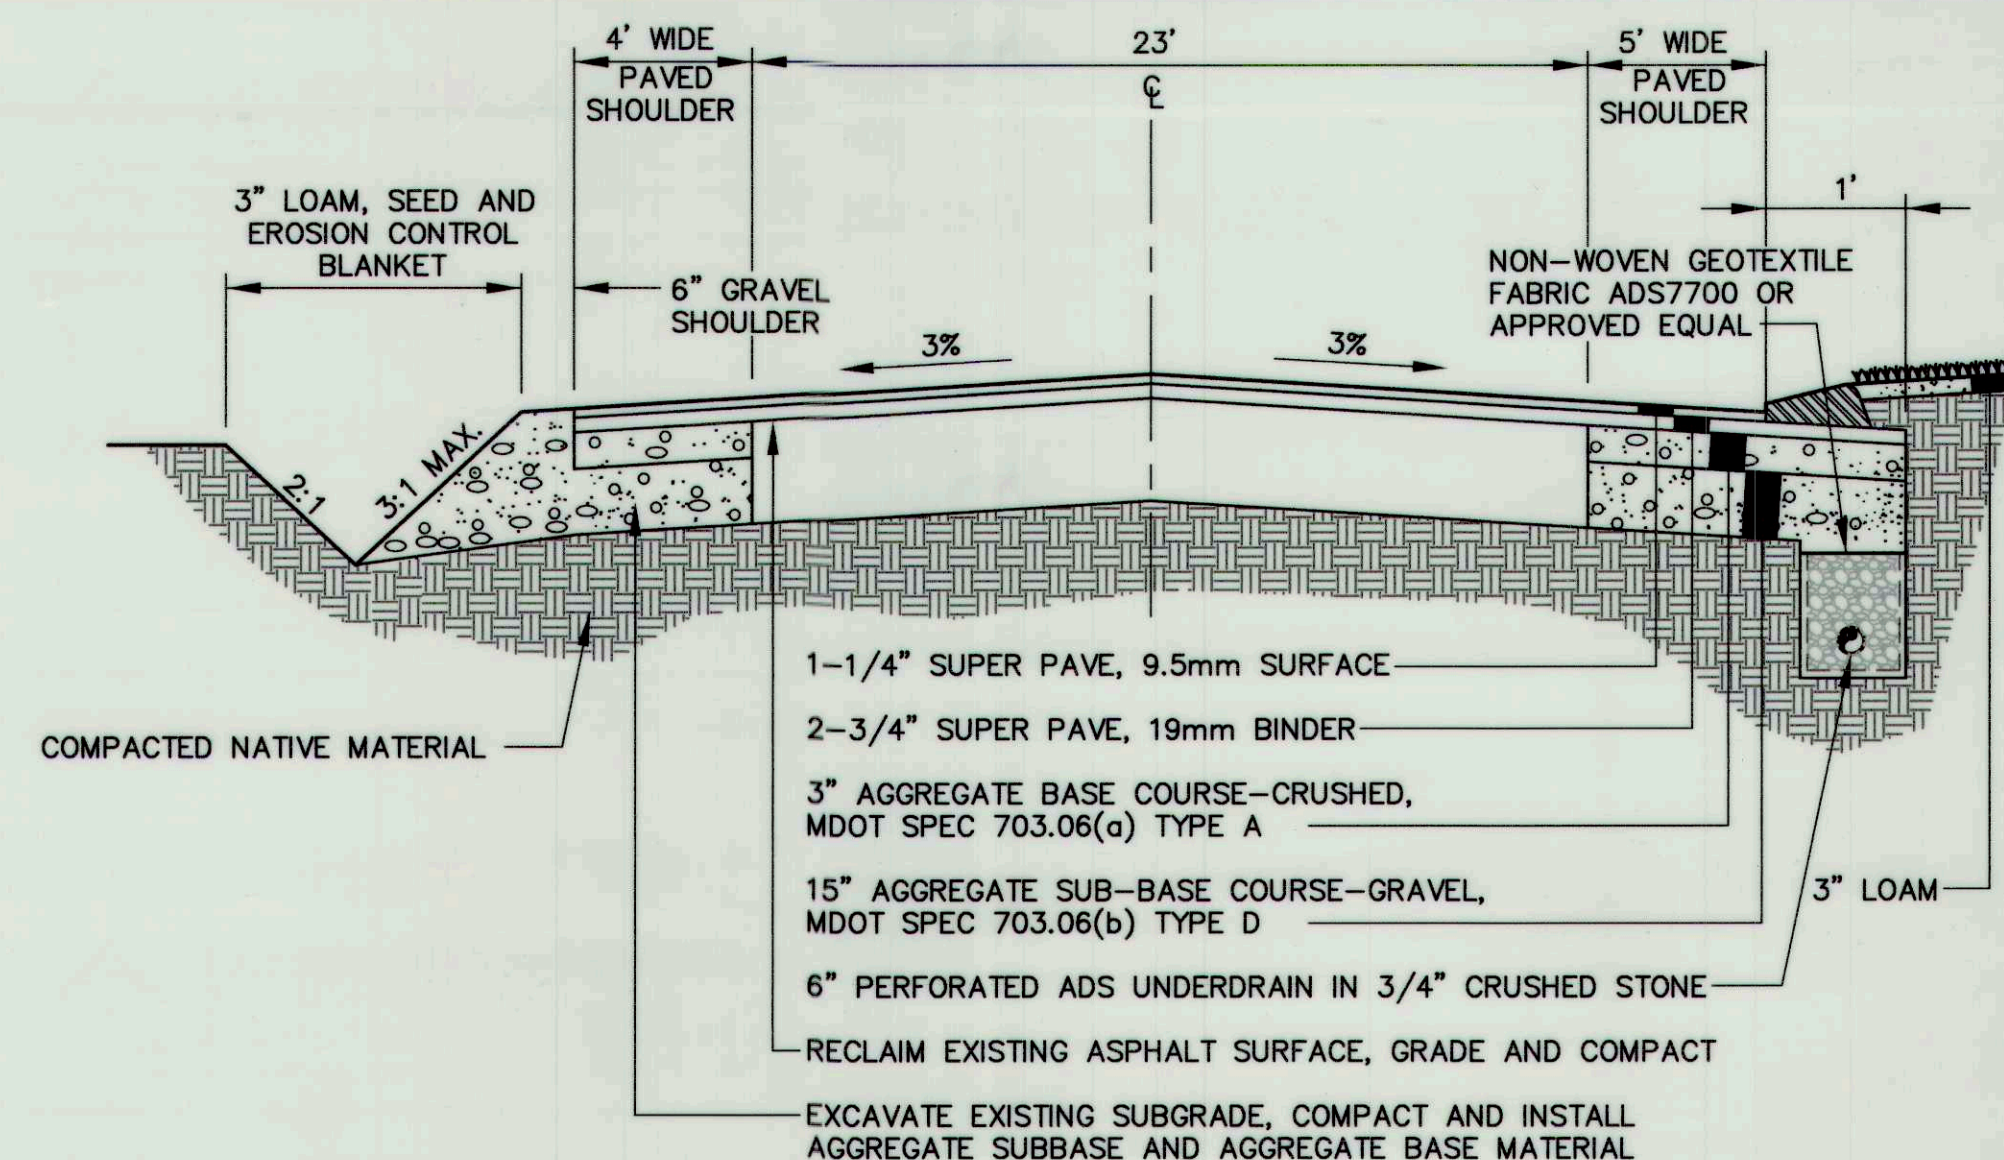 4' WIDE
PAVED
SHOULDER
23'
℄
5' WIDE
PAVED
SHOULDER
3" LOAM, SEED AND
EROSION CONTROL
BLANKET
6" GRAVEL
SHOULDER
1'
NON-WOVEN GEOTEXTILE
FABRIC ADS7700 OR
APPROVED EQUAL
3%
3%
2:1
3:1 MAX.
COMPACTED NATIVE MATERIAL
1-1/4" SUPER PAVE, 9.5mm SURFACE
2-3/4" SUPER PAVE, 19mm BINDER
3" AGGREGATE BASE COURSE-CRUSHED,
MDOT SPEC 703.06(a) TYPE A
15" AGGREGATE SUB-BASE COURSE-GRAVEL,
MDOT SPEC 703.06(b) TYPE D
3" LOAM
6" PERFORATED ADS UNDERDRAIN IN 3/4" CRUSHED STONE
RECLAIM EXISTING ASPHALT SURFACE, GRADE AND COMPACT
EXCAVATE EXISTING SUBGRADE, COMPACT AND INSTALL
AGGREGATE SUBBASE AND AGGREGATE BASE MATERIAL